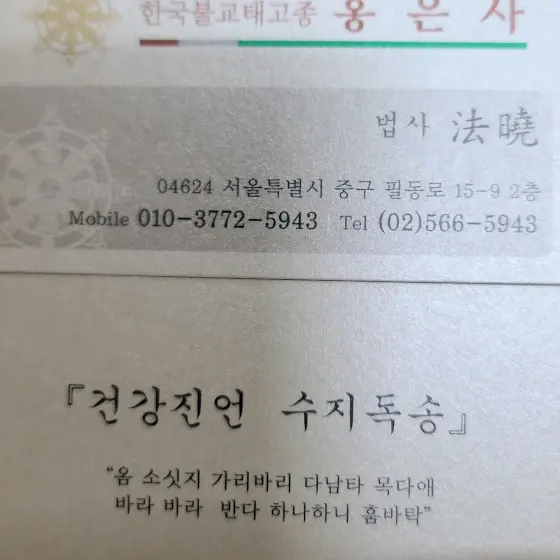 한국불교태고종 홍은사
법사 法曉
04624 서울특별시 중구 필동로 15-9 2층
Mobile 010-3772-5943 Tel (02)566-5943
『건강진언 수지독송』
“옴 소싯지 가리바리 다남타 목다애
바라 바라 반다 하나하니 훔바탁”